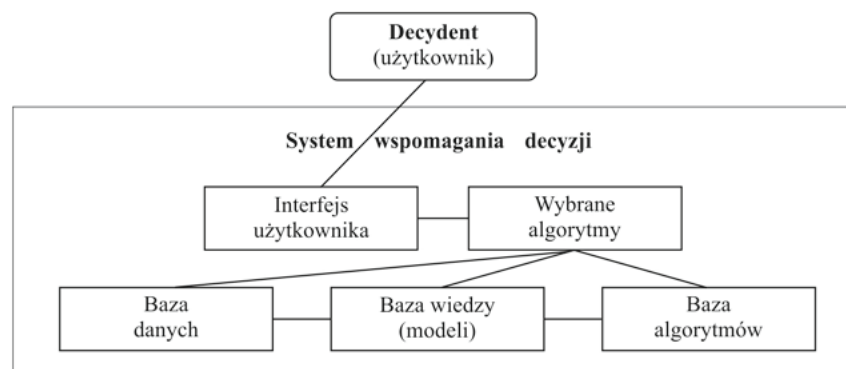 Decydent
(użytkownik)
System wspomagania decyzji
Interfejs
użytkownika
Wybrane
algorytmy
Baza
danych
Baza wiedzy
(modeli)
Baza
algorytmów